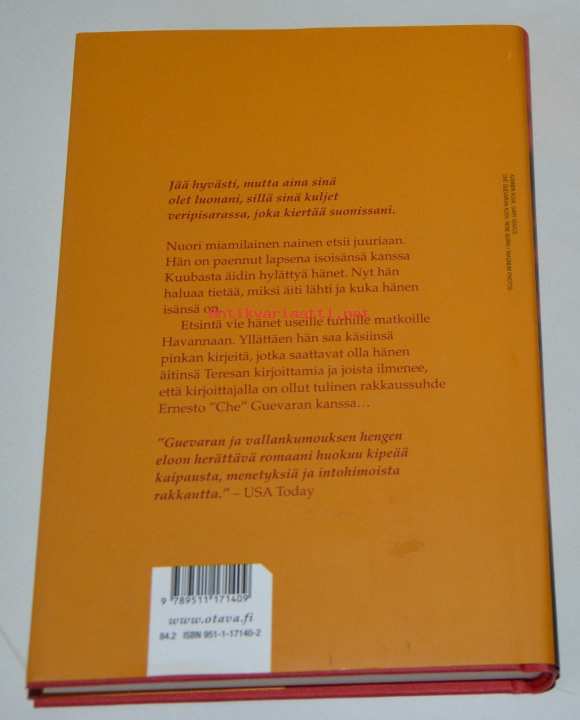 Jää hyvästi, mutta aina sinä
olet luonani, sillä sinä kuljet
veripisarassa, joka kiertää suonissani.
Nuori miamilainen nainen etsii juuriaan.
Hän on paennut lapsena isoisänsä kanssa
Kuubasta äidin hylättyä hänet. Nyt hän
haluaa tietää, miksi äiti lähti ja kuka hänen
isänsä on.
antikvariaatti.net
Etsintä vie hänet useille turhille matkoille
Havannaan. Yllättäen hän saa käsiinsä
pinkan kirjeitä, jotka saattavat olla hänen
äitinsä Teresan kirjoittamia ja joista ilmenee,
että kirjoittajalla on ollut tulinen rakkaussuhde
Ernesto ”Che” Guevaran kanssa…
”Guevaran ja vallankumouksen hengen
eloon herättävä romaani huokuu kipeää
kaipausta, menetyksiä ja intohimoista
rakkautta.” – USA Today
9 789511 171409
www.otava.fi
84.2 ISBN 951-1-17140-2